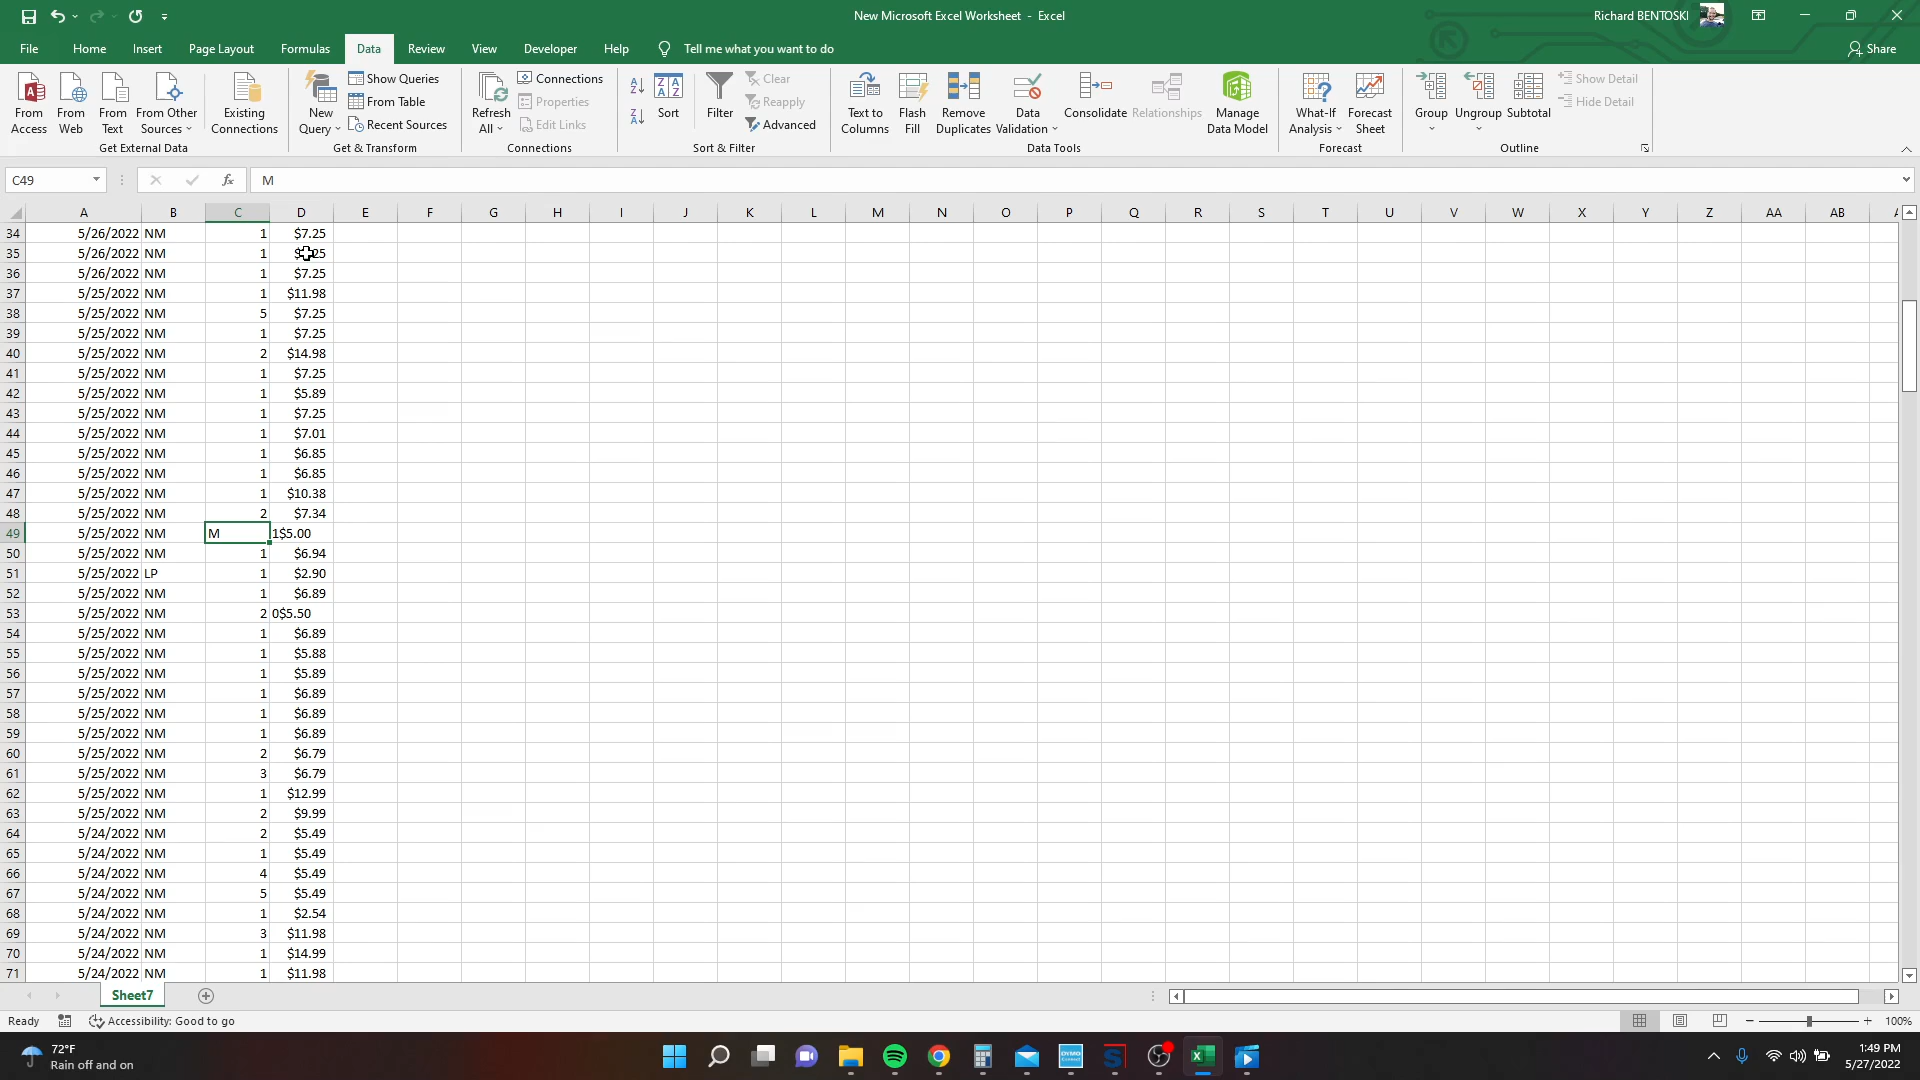 New Microsoft Excel Worksheet - Excel
Richard BENTOSKI
File Home Insert Page Layout Formulas Data Review View Developer Help Tell me what you want to do Share
From Access From Web From Text From Other Sources Existing Connections Get External Data
New Query Show Queries From Table Recent Sources Get & Transform
Refresh All Connections Properties Edit Links Connections
Sort Filter Clear Reapply Advanced Sort & Filter
Text to Columns Flash Fill Remove Duplicates Data Validation Consolidate Relationships Manage Data Model Data Tools
What-If Analysis Forecast Sheet Forecast
Group Ungroup Subtotal Show Detail Hide Detail Outline
C49 fx M
A B C D E F G H I J K L M N O P Q R S T U V W X Y Z AA AB
34 5/26/2022 NM 1 $7.25
35 5/26/2022 NM 1 25
36 5/26/2022 NM 1 $7.25
37 5/25/2022 NM 1 $11.98
38 5/25/2022 NM 5 $7.25
39 5/25/2022 NM 1 $7.25
40 5/25/2022 NM 2 $14.98
41 5/25/2022 NM 1 $7.25
42 5/25/2022 NM 1 $5.89
43 5/25/2022 NM 1 $7.25
44 5/25/2022 NM 1 $7.01
45 5/25/2022 NM 1 $6.85
46 5/25/2022 NM 1 $6.85
47 5/25/2022 NM 1 $10.38
48 5/25/2022 NM 2 $7.34
49 5/25/2022 NM M 1$5.00
50 5/25/2022 NM 1 $6.94
51 5/25/2022 LP 1 $2.90
52 5/25/2022 NM 1 $6.89
53 5/25/2022 NM 2 0$5.50
54 5/25/2022 NM 1 $6.89
55 5/25/2022 NM 1 $5.88
56 5/25/2022 NM 1 $5.89
57 5/25/2022 NM 1 $6.89
58 5/25/2022 NM 1 $6.89
59 5/25/2022 NM 1 $6.89
60 5/25/2022 NM 2 $6.79
61 5/25/2022 NM 3 $6.79
62 5/25/2022 NM 1 $12.99
63 5/25/2022 NM 2 $9.99
64 5/24/2022 NM 2 $5.49
65 5/24/2022 NM 1 $5.49
66 5/24/2022 NM 4 $5.49
67 5/24/2022 NM 5 $5.49
68 5/24/2022 NM 1 $2.54
69 5/24/2022 NM 3 $11.98
70 5/24/2022 NM 1 $14.99
71 5/24/2022 NM 1 $11.98
Sheet7
Ready Accessibility: Good to go 100%
72°F
Rain off and on
DYMO
1:49 PM
5/27/2022